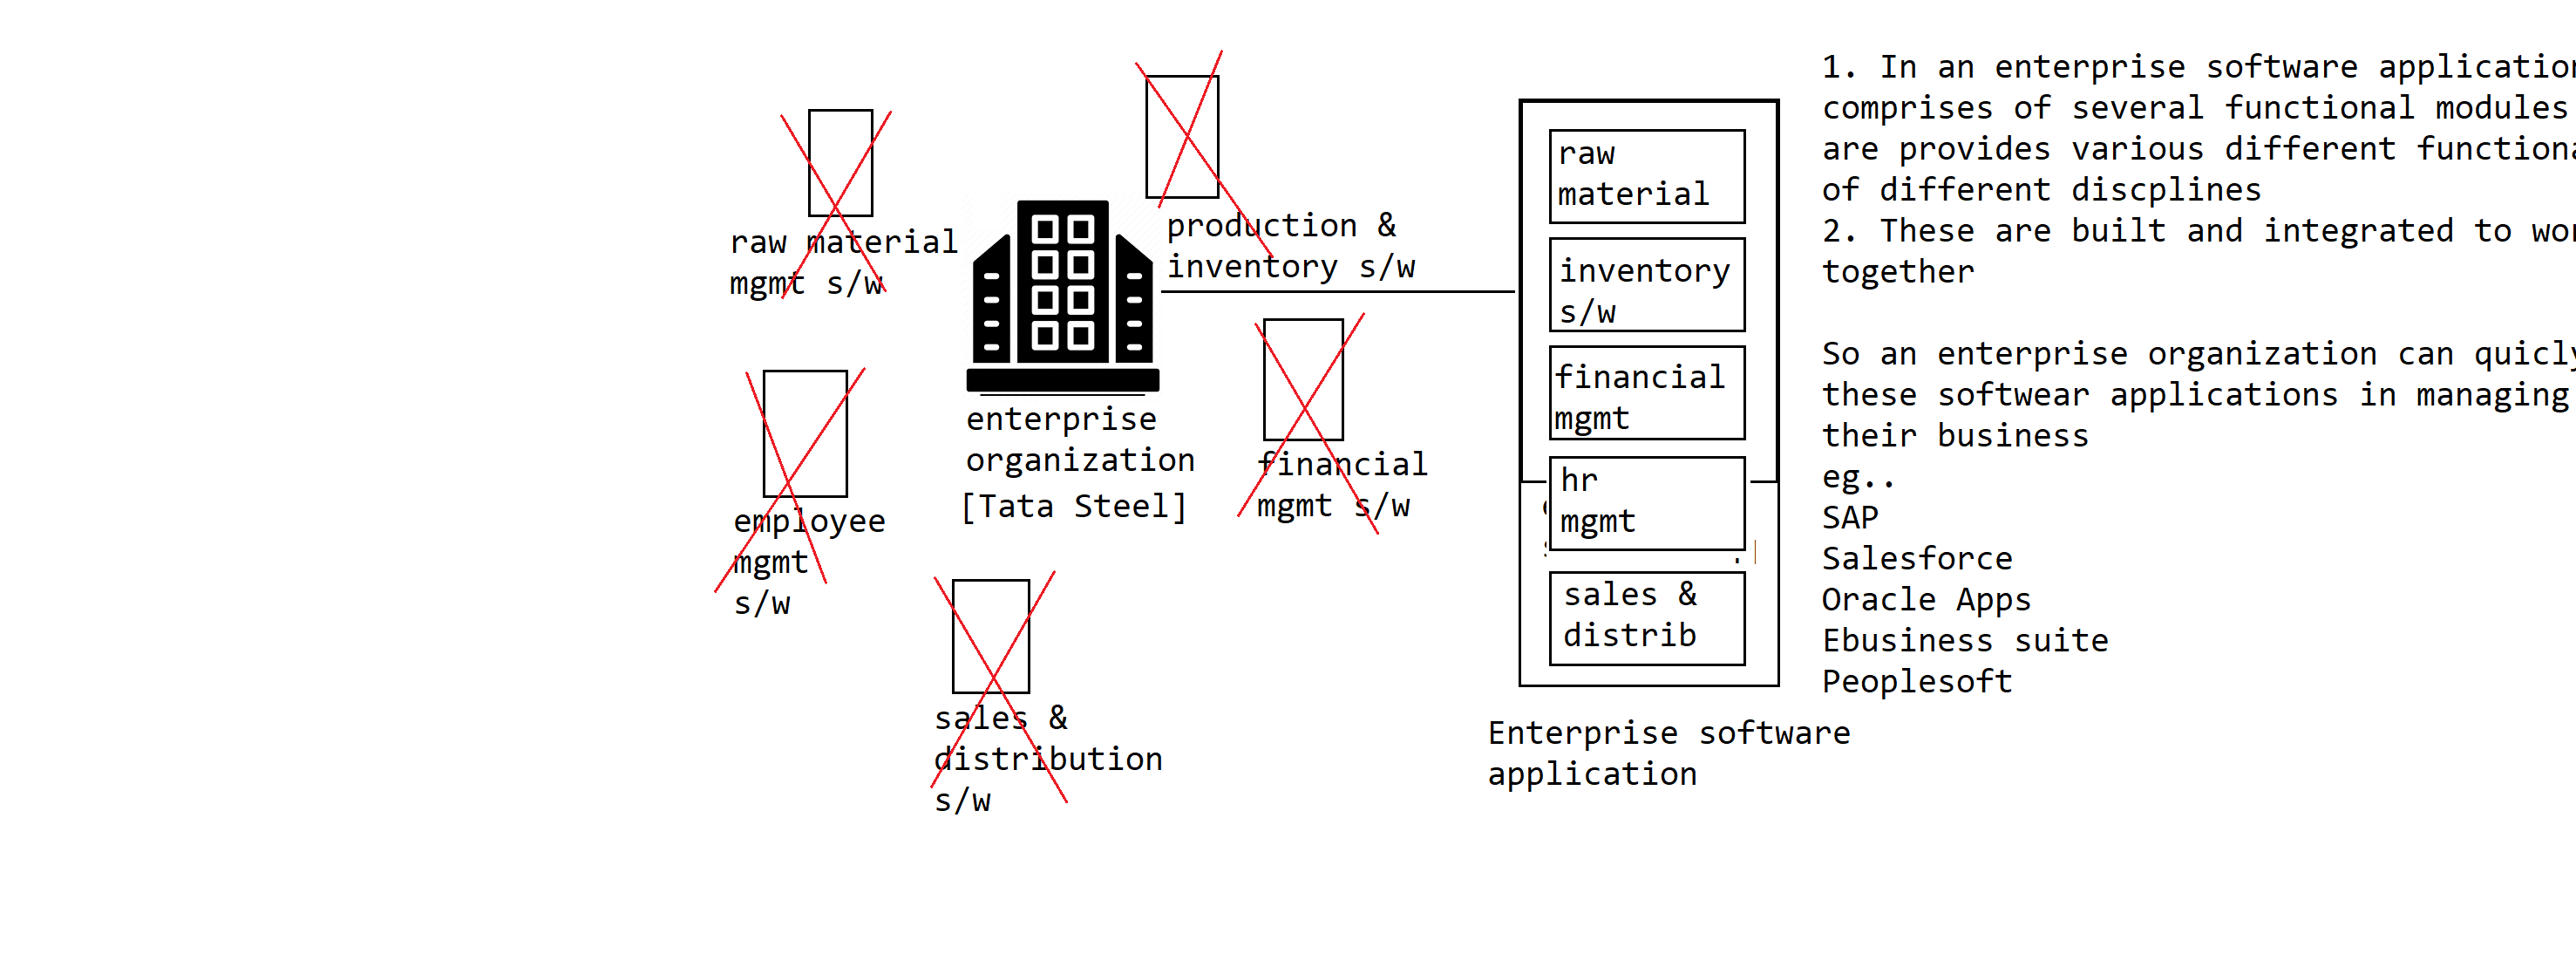 raw material
mgmt s/w
employee
mgmt
s/w
enterprise
organization
[Tata Steel]
production &
inventory s/w
financial
mgmt s/w
sales &
distribution
s/w
raw
material
inventory
s/w
financial
mgmt
hr
mgmt
sales &
distrib
Enterprise software
application
1. In an enterprise software application
comprises of several functional modules
are provides various different functiona
of different discplines
2. These are built and integrated to wor
together
So an enterprise organization can quicly
these softwear applications in managing
their business
eg..
SAP
Salesforce
Oracle Apps
Ebusiness suite
Peoplesoft